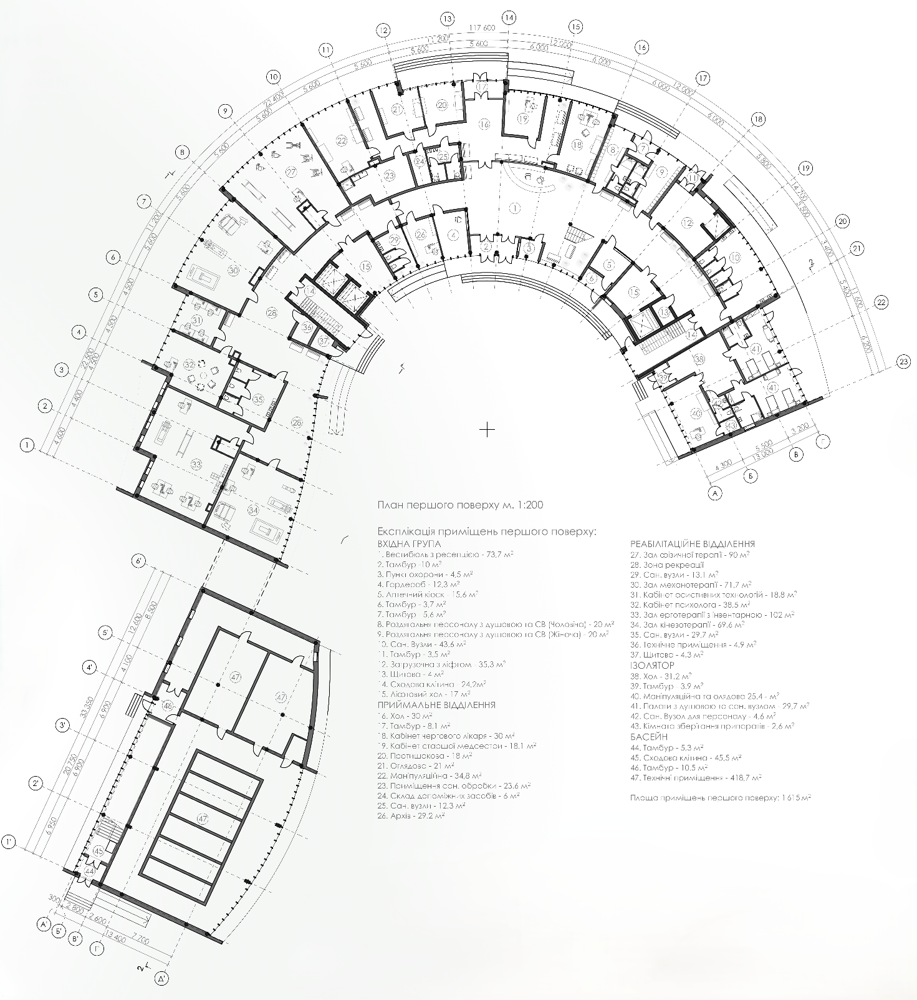 План першого поверху м. 1:200
Експлікація приміщень першого поверху:
ВХІДНА ГРУПА
1. Вестибюль з ресепцією - 73,7 м²
2. Тамбур -10 м²
3. Пункт охорони - 4,5 м²
4. Гардероб - 12,3 м²
5. Аптечний кіоск - 15,6 м²
6. Тамбур - 3,7 м²
7. Тамбур - 5,6 м²
8. Роздягальня персоналу з душовою та СВ (Чоловіча) - 20 м²
9. Роздягальня персоналу з душовою та СВ (Жіноча) - 20 м²
10. Сан. Вузли - 43,6 м²
11. Тамбур - 3,5 м²
12. Загрузочна з ліфтом - 35,3 м²
13. Щитова - 4 м²
14. Сходова клітина - 24,2м²
15. Ліфтовий хол - 17 м²
ПРИЙМАЛЬНЕ ВІДДІЛЕННЯ
16. Хол - 30 м²
17. Тамбур - 8,1 м²
18. Кабінет чергового лікаря - 30 м²
19. Кабінет старшої медсестри - 18,1 м²
20. Протишокова - 18 м²
21. Оглядова - 21 м²
22. Маніпуляційна - 34,8 м²
23. Приміщення сан. обробки - 23,6 м²
24. Склад допоміжних засобів - 6 м²
25. Сан. вузли - 12,3 м²
26. Архів - 29,2 м²
РЕАБІЛІТАЦІЙНЕ ВІДДІЛЕННЯ
27. Зал фізичної терапії - 90 м²
28. Зона рекреації
29. Сан. вузли - 13,1 м²
30. Зал механотерапії - 71,7 м²
31. Кабінет асистивних технологій - 18,8 м²
32. Кабінет психолога - 38,5 м²
33. Зал ерготерапії з інвентарною - 102 м²
34. Зал кінезотерапії - 69,6 м²
35. Сан. вузли - 29,7 м²
36. Технічне приміщення - 4,9 м²
37. Щитова - 4,3 м²
ІЗОЛЯТОР
38. Хол - 31,2 м²
39. Тамбур - 3,9 м²
40. Маніпуляційна та олядова 25,4 - м²
41. Палати з душовою та сан. вузлом - 29,7 м²
42. Сан. Вузол для персоналу - 4,6 м²
43. Кімната зберігання припаратів - 2,6 м²
БАСЕЙН
44. Тамбур - 5,3 м²
45. Сходова клітина - 45,5 м²
46. Тамбур - 10,5 м²
47. Технічні приміщення - 418,7 м²
Площа приміщень першого поверху: 1 615 м²